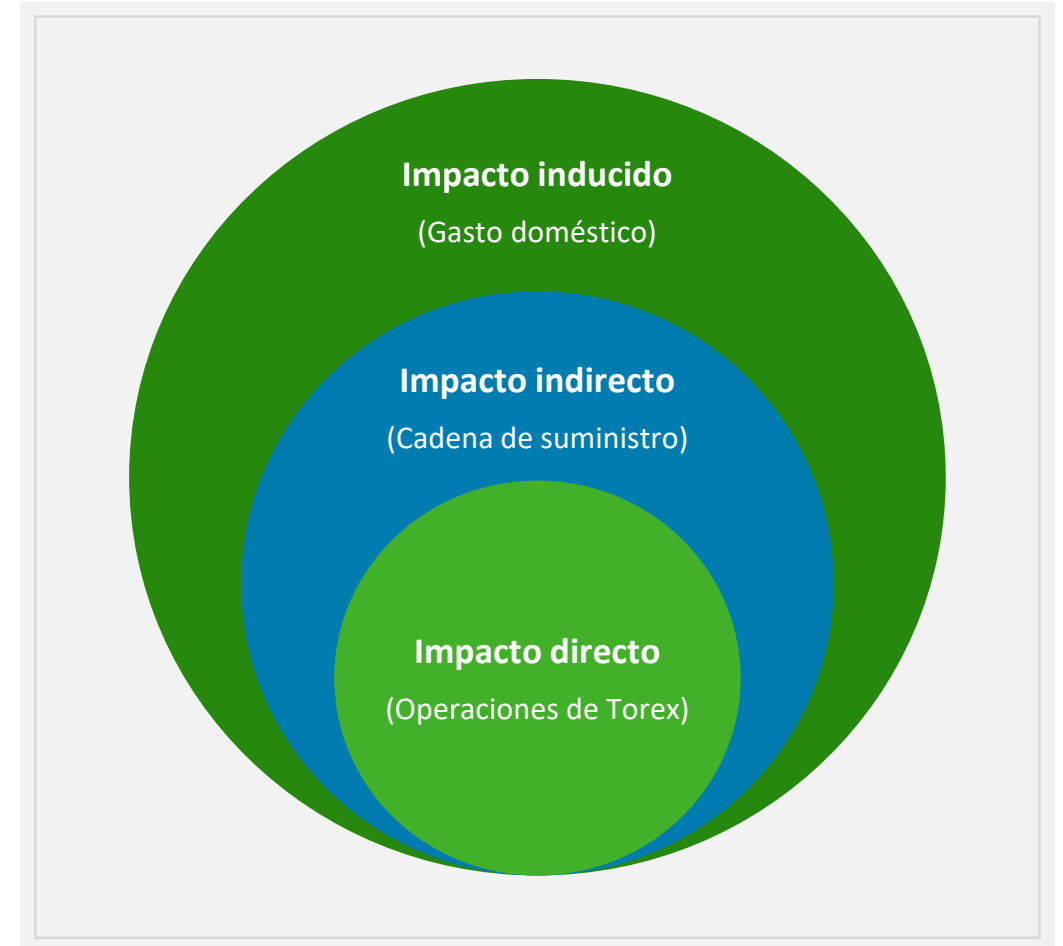 Impacto inducido
(Gasto doméstico)
Impacto indirecto
(Cadena de suministro)
Impacto directo
(Operaciones de Torex)